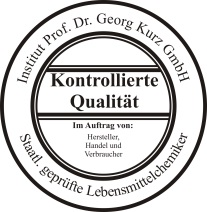 Institut Prof. Dr. Georg Kurz GmbH
Kontrollierte
Qualität
Im Auftrag von:
Hersteller,
Handel und
Verbraucher
Staatl. geprüfte Lebensmittelchemiker